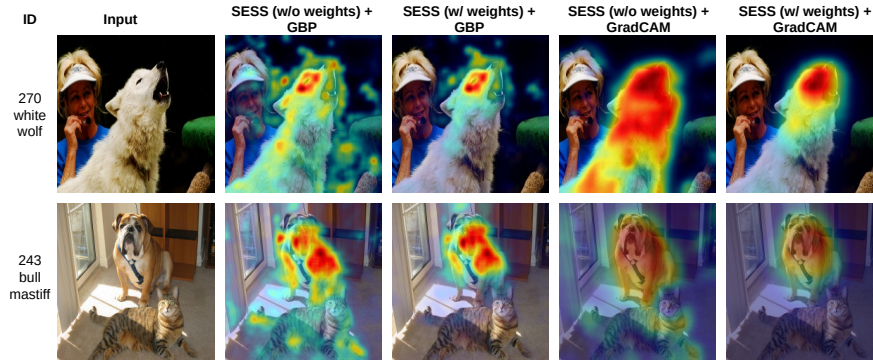 ID
Input
SESS (w/o weights) +
GBP
SESS (w/ weights) +
GBP
SESS (w/o weights) +
GradCAM
SESS (w/ weights) +
GradCAM
270
white
wolf
243
bull
mastiff